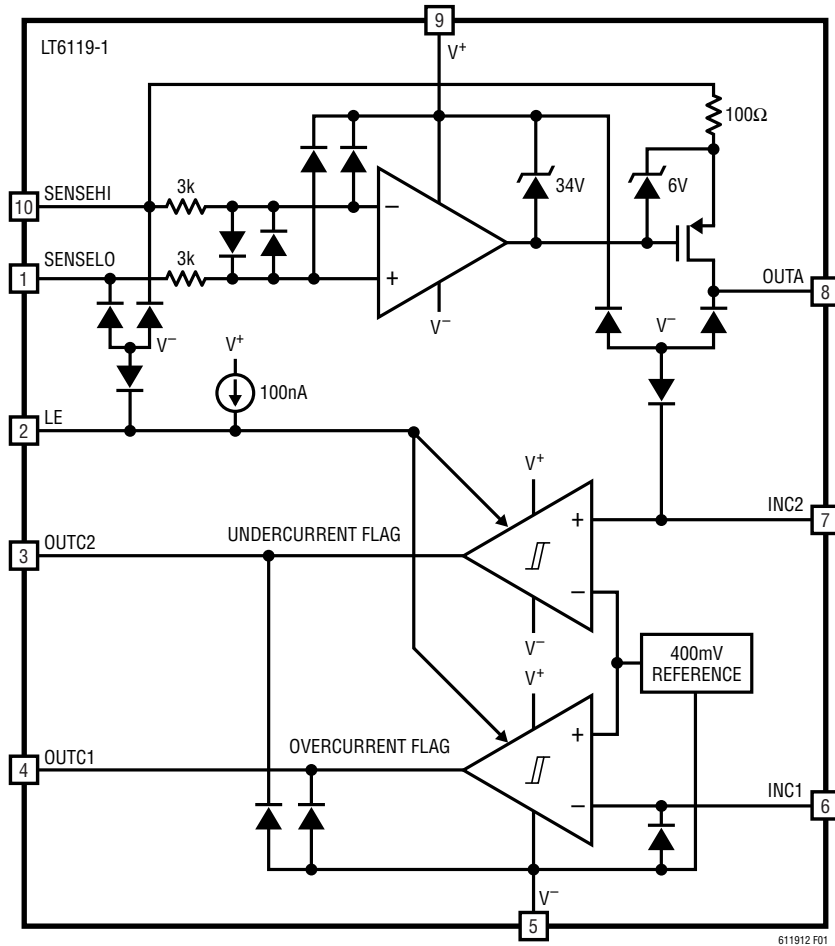 9
LT6119-1
V+
100Ω
3k
34V
6V
10
SENSEHI
−
3k
1
SENSELO
+
OUTA
8
V−
V−
V−
V+
100nA
2
LE
V+
+
INC2
7
UNDERCURRENT FLAG
3
OUTC2
−
V−
400mV
REFERENCE
V+
+
OVERCURRENT FLAG
4
OUTC1
−
INC1
6
V−
5
611912 F01